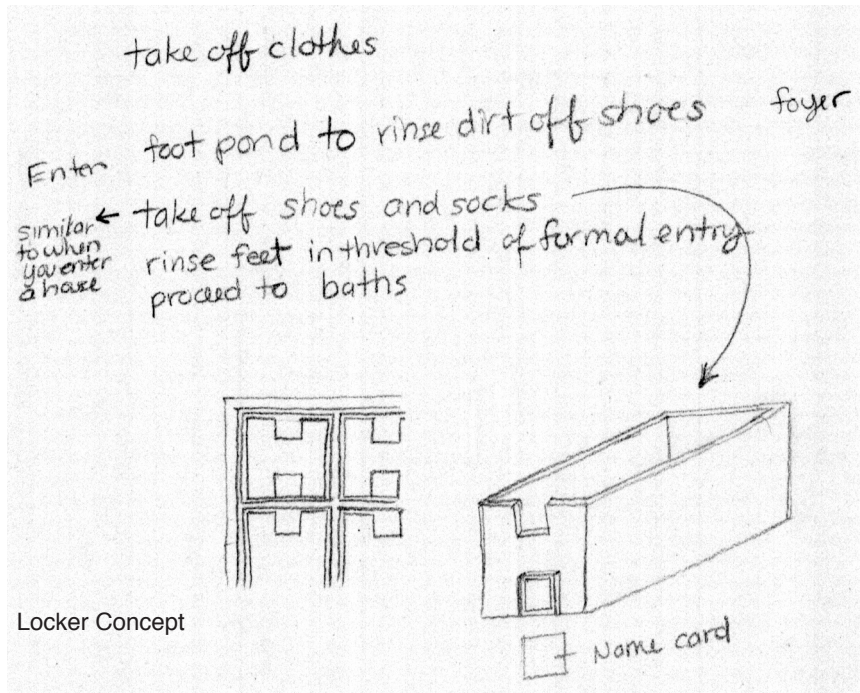 take off clothes
foot pond to rinse dirt off shoes
foyer
Enter
take off shoes and socks
similar
to when
you enter
a house
rinse feet in threshold of formal entry
proceed to baths
Locker Concept
Name card